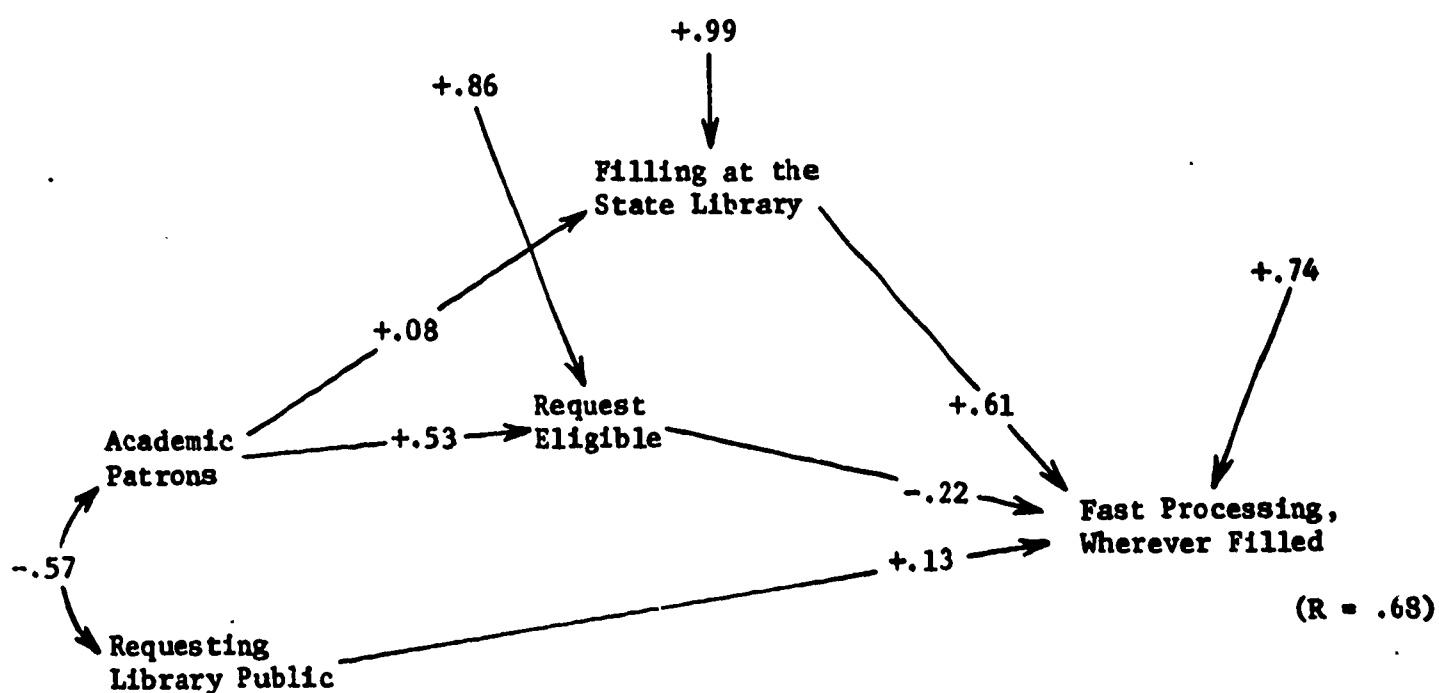 +.99
+.86
Filling at the
State Library
+.74
+.08
Request
Eligible
+.61
Academic
Patrons
+.53
-.22
Fast Processing,
Wherever Filled
-.57
+.13
(R = .68)
Requesting
Library Public